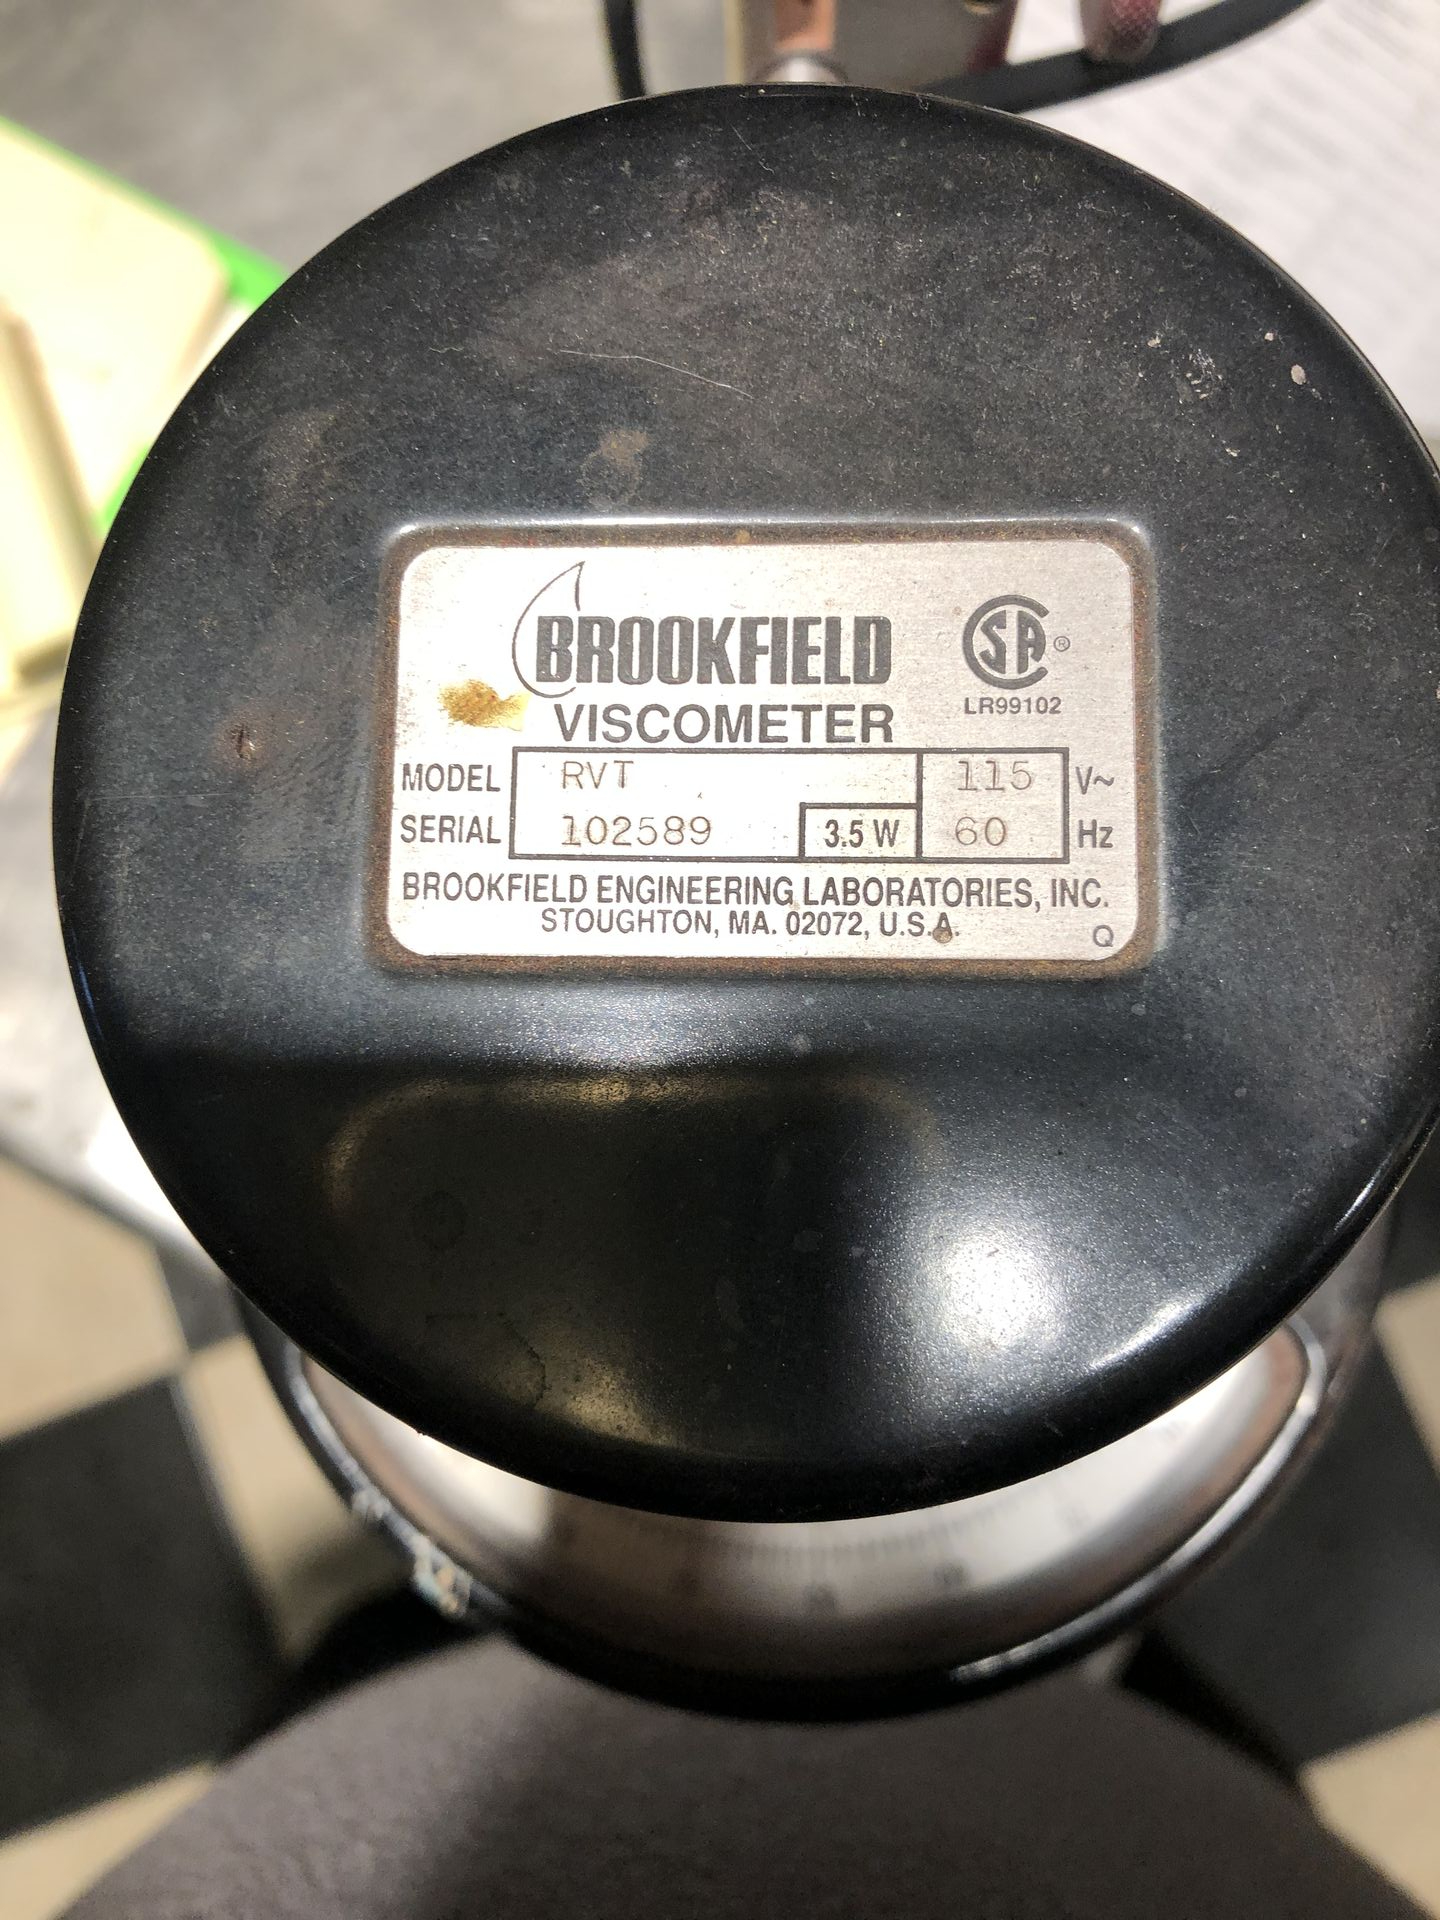 BROOKFIELD
SA ®
LR99102
VISCOMETER
MODEL RVT 115 V~
SERIAL 102589 3.5 W 60 Hz
BROOKFIELD ENGINEERING LABORATORIES, INC.
STOUGHTON, MA. 02072, U.S.A.
Q